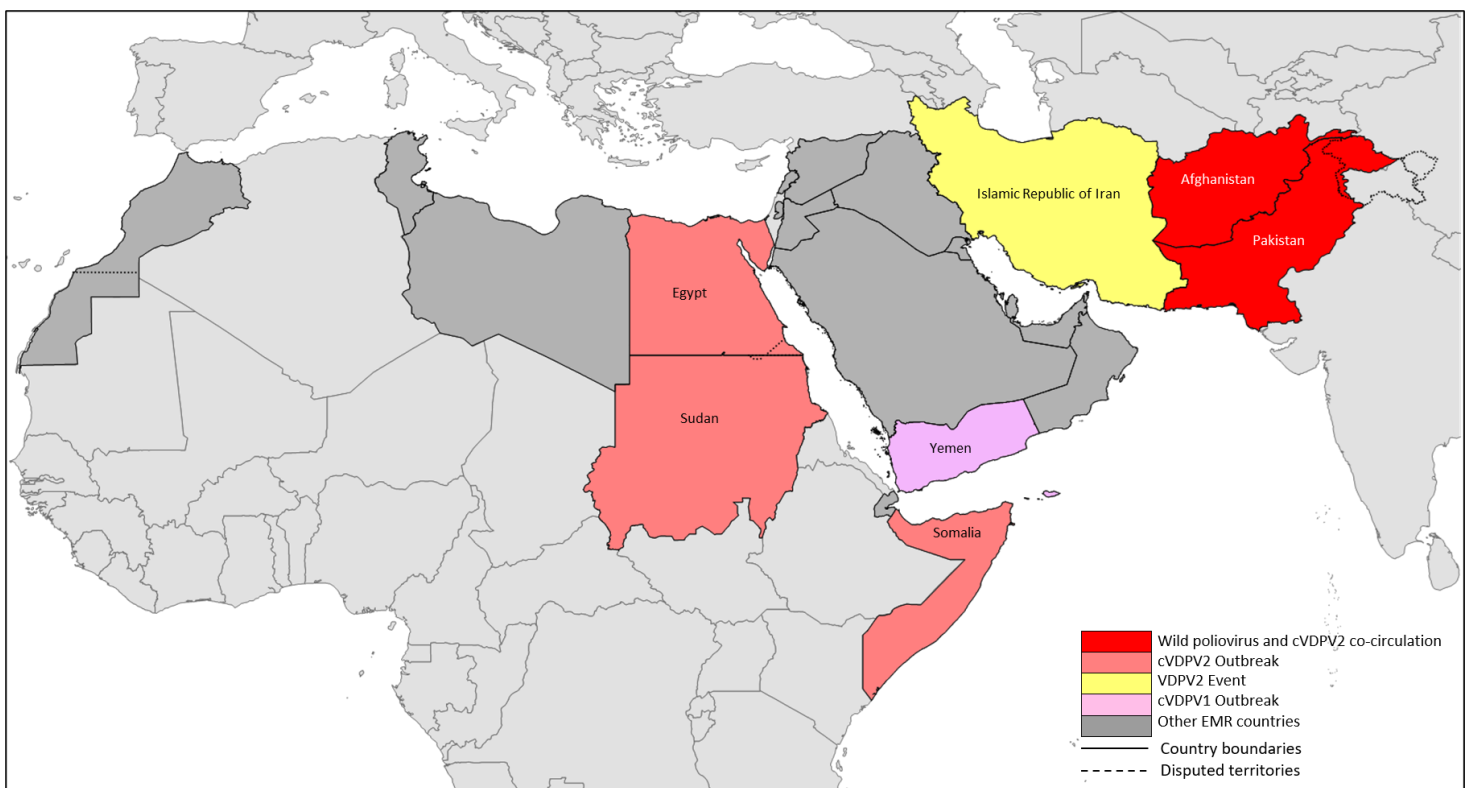 Afghanistan
Islamic Republic of Iran
Pakistan
Egypt
Sudan
Yemen
Somalia
Wild poliovirus and cVDPV2 co-circulation
cVDPV2 Outbreak
VDPV2 Event
cVDPV1 Outbreak
Other EMR countries
Country boundaries
Disputed territories